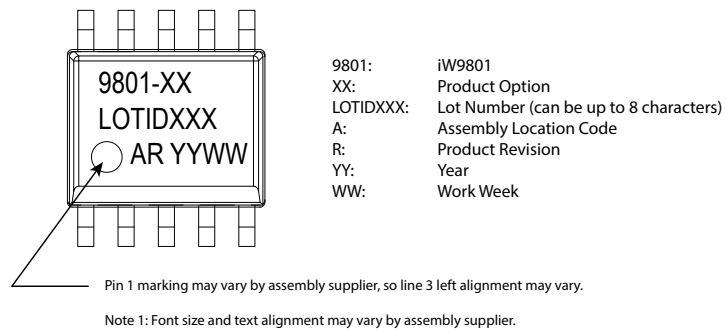 9801-XX
LOTIDXXX
AR YYWW
9801: iW9801
XX: Product Option
LOTIDXXX: Lot Number (can be up to 8 characters)
A: Assembly Location Code
R: Product Revision
YY: Year
WW: Work Week
Pin 1 marking may vary by assembly supplier, so line 3 left alignment may vary.
Note 1: Font size and text alignment may vary by assembly supplier.